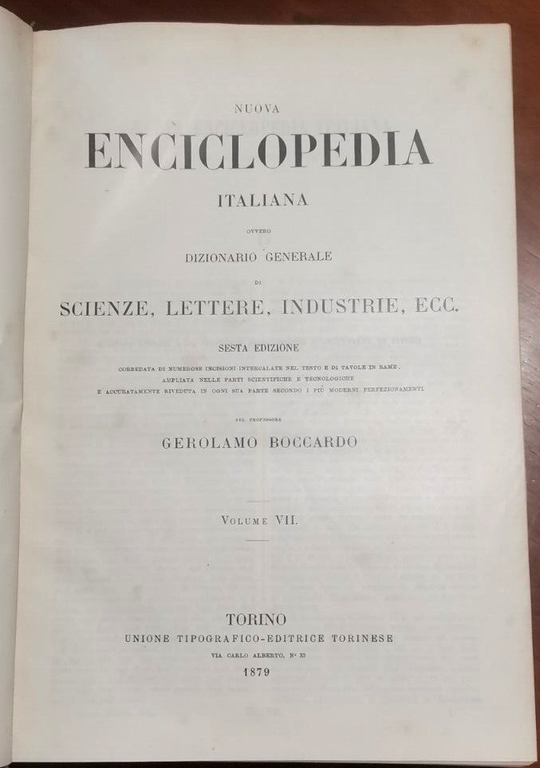 NUOVA
ENCICLOPEDIA
ITALIANA
OVVERO
DIZIONARIO GENERALE
DI
SCIENZE, LETTERE, INDUSTRIE, ECC.
SESTA EDIZIONE
CORREDATA DI NUMEROSE INCISIONI INTERCALATE NEL TESTO E DI TAVOLE IN RAME,
AMPLIATA NELLE PARTI SCIENTIFICHE E TECNOLOGICHE
E ACCURATAMENTE RIVEDUTA IN OGNI SUA PARTE SECONDO I PIÙ MODERNI PERFEZIONAMENTI
PROFESSORE
GEROLAMO BOCCARDO
VOLUME VII.
TORINO
UNIONE TIPOGRAFICO-EDITRICE TORINESE
VIA CARLO ALBERTO, Nº 33
1879